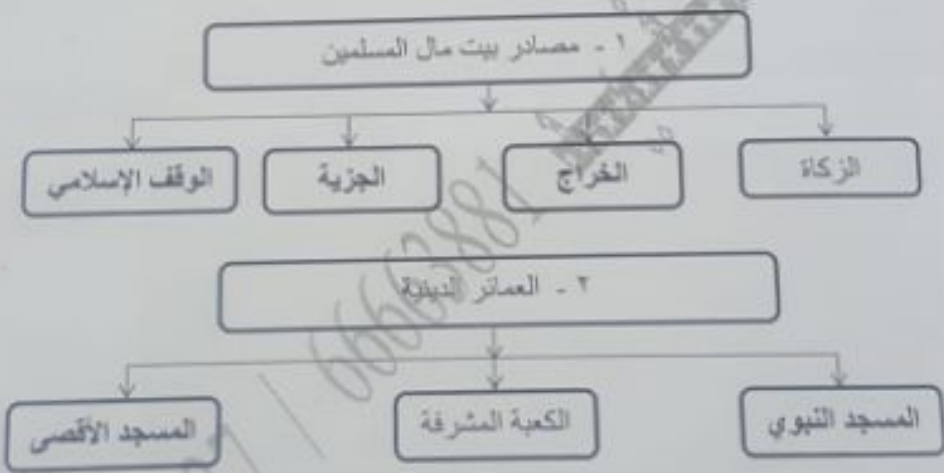 ١ - مصادر بيت مال المسلمين
الزكاة الخراج الجزية الوقف الإسلامي
٢ - العمائر الدينية
المسجد النبوي الكعبة المشرفة المسجد الأقصى
66663881